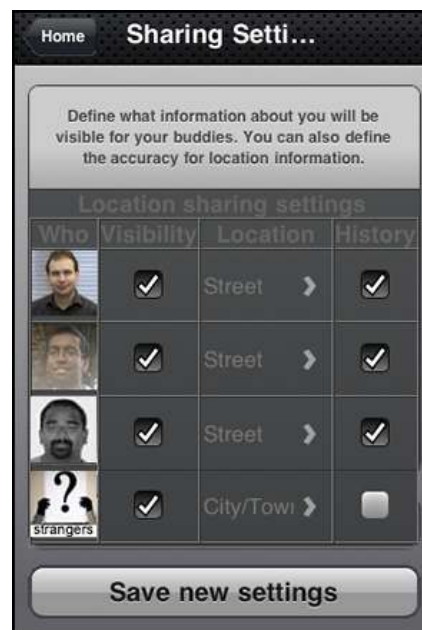 Home Sharing Setti...
Define what information about you will be
visible for your buddies. You can also define
the accuracy for location information.
Location sharing settings
Who Visibility Location History
Street
Street
Street
?
City/Tow
strangers
Save new settings